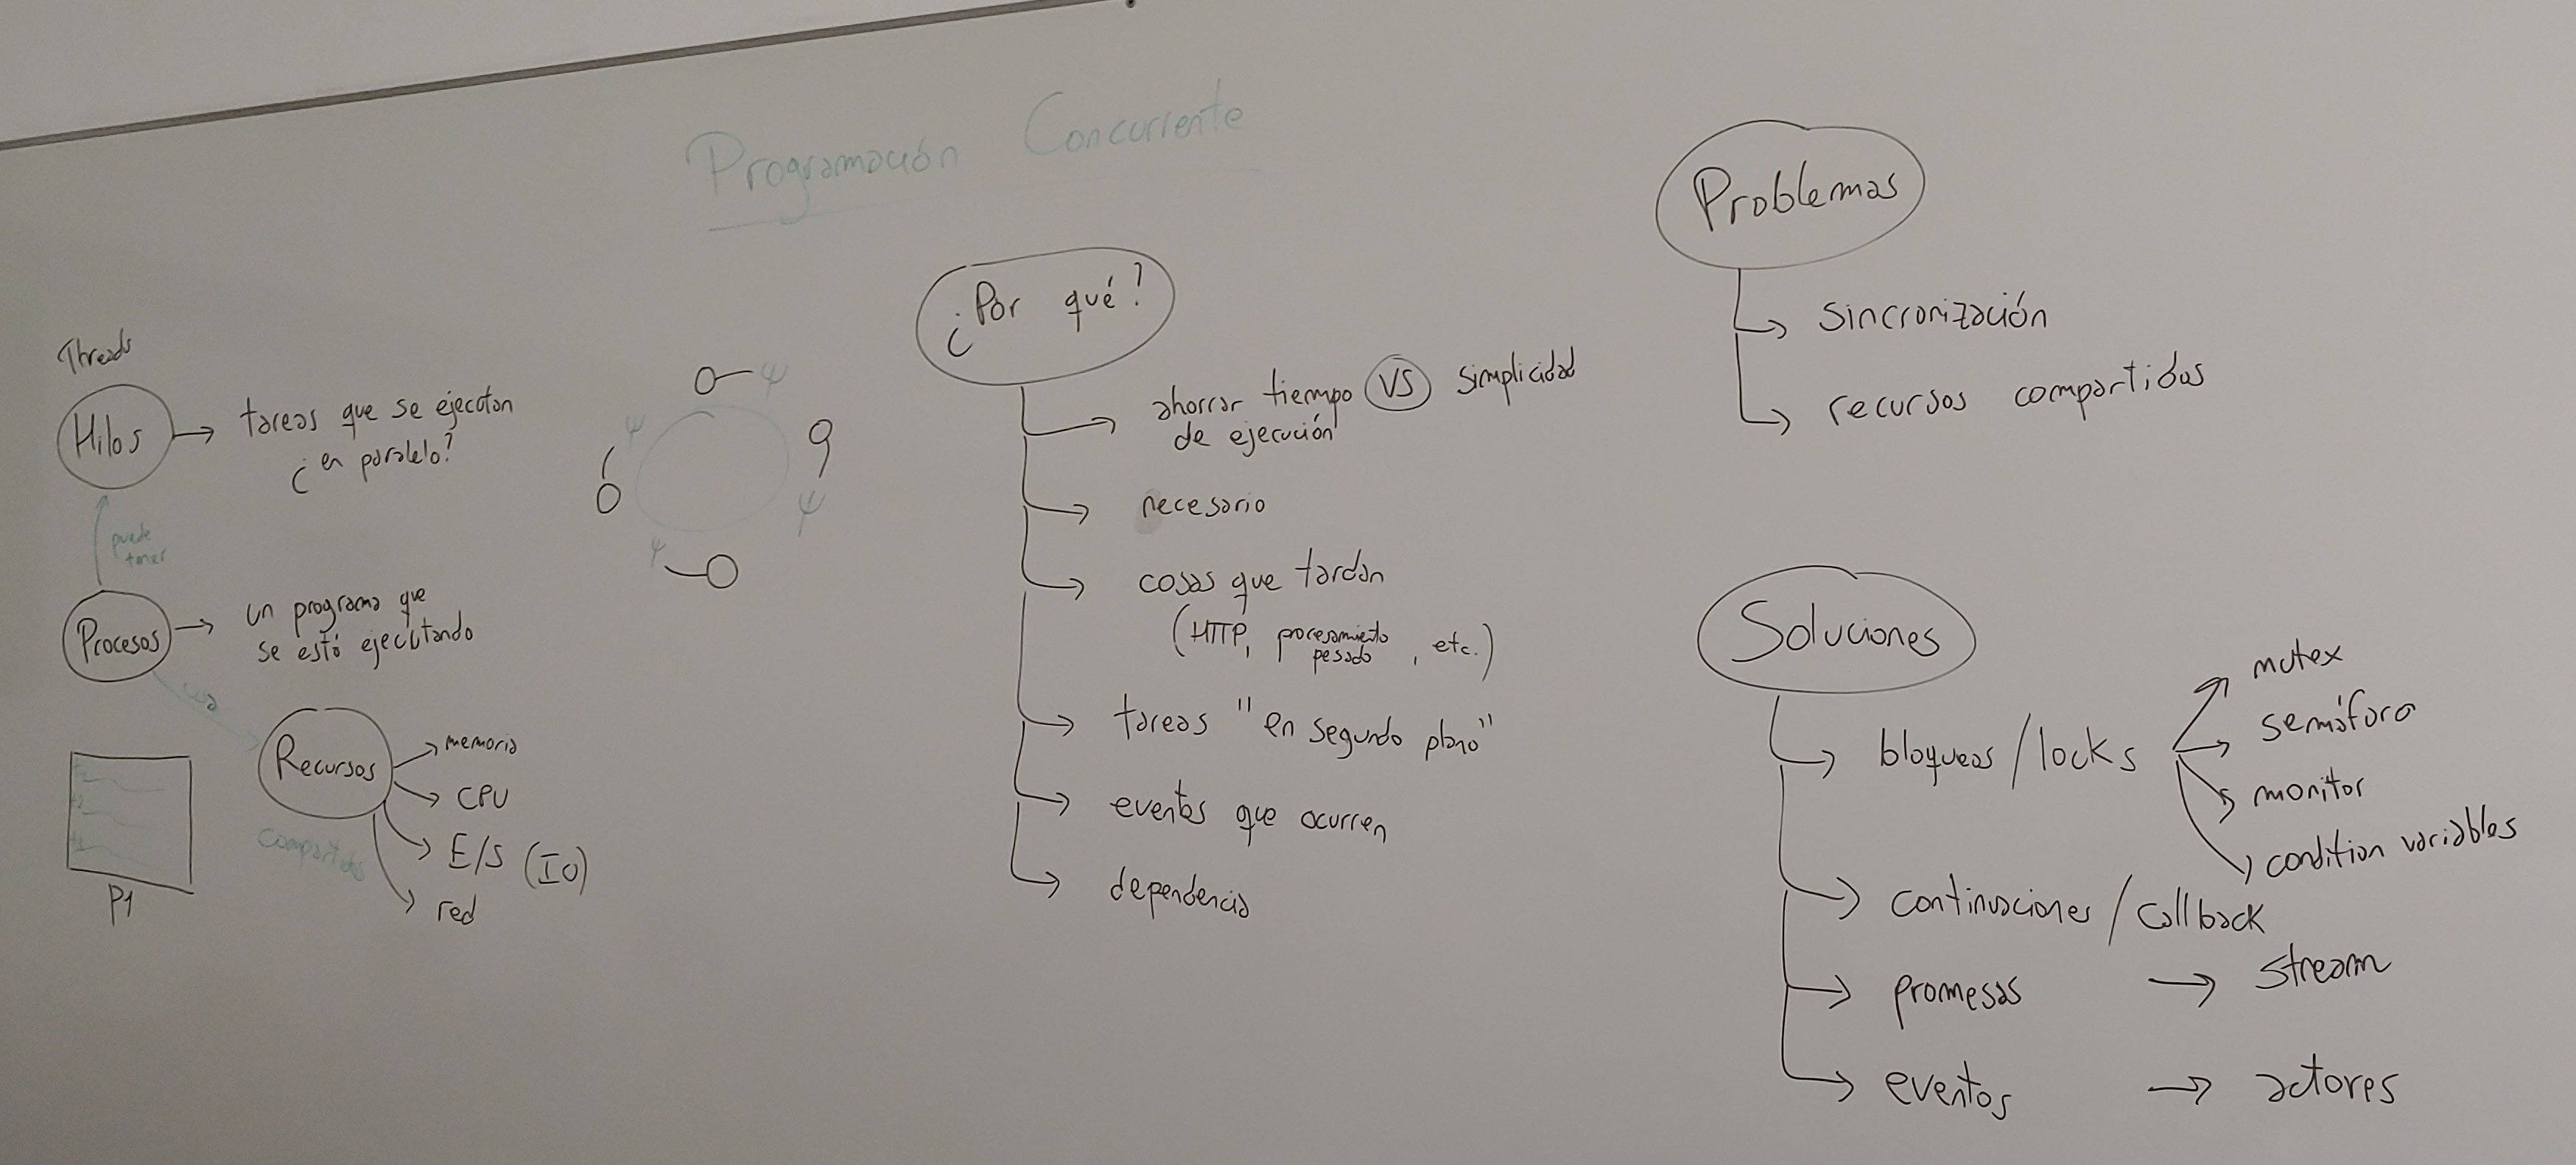 Programación Concurrente
Threads
Hilos
tareas que se ejecutan
¿en paralelo?
puede
tener
Procesos
un programa que
se está ejecutando
usa
Recursos
compartidos
memoria
CPU
E/S (IO)
red
P1
¿Por qué?
ahorrar tiempo VS simplicidad
de ejecución
necesario
cosas que tardan
(HTTP, procesamiento
pesado, etc.)
tareas "en segundo plano"
eventos que ocurren
dependencia
Problemas
sincronización
recursos compartidos
Soluciones
bloqueos/locks
mutex
semáforo
monitor
condition variables
continuaciones/callback
promesas → stream
eventos → actores